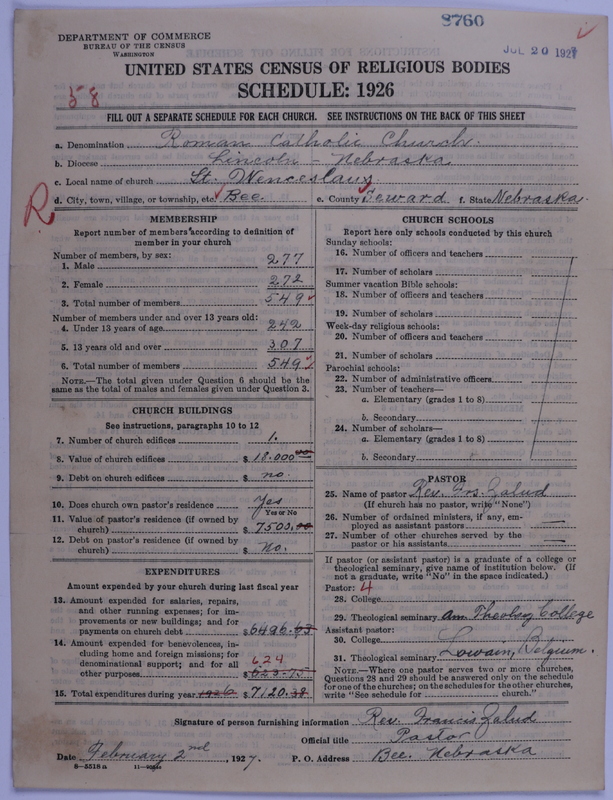 8760
DEPARTMENT OF COMMERCE
BUREAU OF THE CENSUS
WASHINGTON
JUL 20 1927
UNITED STATES CENSUS OF RELIGIOUS BODIES
SCHEDULE: 1926
58
FILL OUT A SEPARATE SCHEDULE FOR EACH CHURCH. SEE INSTRUCTIONS ON THE BACK OF THIS SHEET
a. Denomination Roman Catholic Church.
b. Diocese Lincoln - Nebraska
c. Local name of church St. Wenceslaus
d. City, town, village, or township, etc. Bee e. County Seward f. State Nebraska.
R
MEMBERSHIP
Report number of members according to definition of member in your church
Number of members, by sex:
1. Male 277
2. Female 272
3. Total number of members 549
Number of members under and over 13 years old:
4. Under 13 years of age 242
5. 13 years old and over 307
6. Total number of members 549
NOTE.—The total given under Question 6 should be the same as the total of males and females given under Question 3.
CHURCH BUILDINGS
See instructions, paragraphs 10 to 12
7. Number of church edifices 1.
8. Value of church edifices $ 18.000 00
9. Debt on church edifices $ no.
10. Does church own pastor's residence Yes
Yes or No
11. Value of pastor's residence (if owned by church) $ 7500.00
12. Debt on pastor's residence (if owned by church) $ No.
EXPENDITURES
Amount expended by your church during last fiscal year
13. Amount expended for salaries, repairs, and other running expenses; for improvements or new buildings; and for payments on church debt $ 6496.63
14. Amount expended for benevolences, including home and foreign missions; for denominational support; and for all other purposes 624 $ 623.75
15. Total expenditures during year 1926 $ 7120.38
CHURCH SCHOOLS
Report here only schools conducted by this church
Sunday schools:
16. Number of officers and teachers
17. Number of scholars
Summer vacation Bible schools:
18. Number of officers and teachers
19. Number of scholars
Week-day religious schools:
20. Number of officers and teachers
21. Number of scholars
Parochial schools:
22. Number of administrative officers
23. Number of teachers—
a. Elementary (grades 1 to 8)
b. Secondary
24. Number of scholars—
a. Elementary (grades 1 to 8)
b. Secondary
PASTOR
25. Name of pastor Rev. Frs. Zalud
(If church has no pastor, write "None")
26. Number of ordained ministers, if any, employed as assistant pastors
27. Number of other churches served by the pastor or his assistants
If pastor (or assistant pastor) is a graduate of a college or theological seminary, give name of institution below. (If not a graduate, write "No" in the space indicated.)
Pastor: 4
28. College
29. Theological seminary Am. Theology College
Assistant pastor:
30. College Lowain, Belgium.
31. Theological seminary
NOTE.—Where one pastor serves two or more churches, Questions 28 and 29 should be answered only on the schedule for one of the churches; on the schedules for the other churches, write "See schedule for church."
Signature of person furnishing information Rev. Francis Zalud
Official title Pastor
Date February 2nd, 1927. P. O. Address Bee. Nebraska